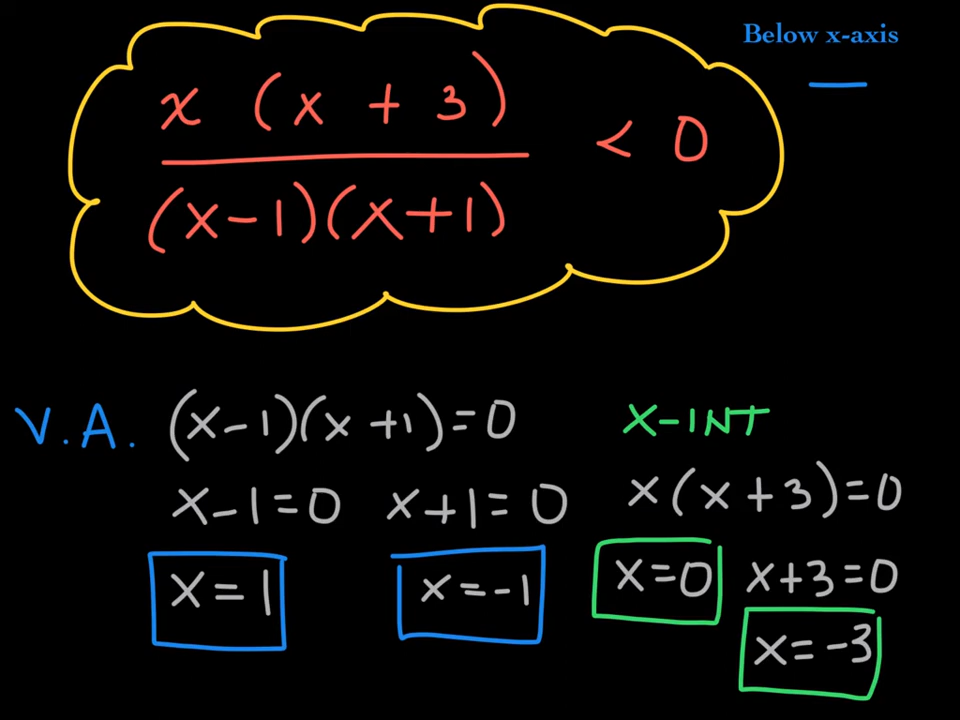 Below x-axis
x (x + 3)
(x-1)(x+1)
< 0
V.A. (x-1)(x+1)=0
x-1=0 x+1=0
x=1 x=-1
X-INT
x(x+3)=0
x=0 x+3=0
x=-3